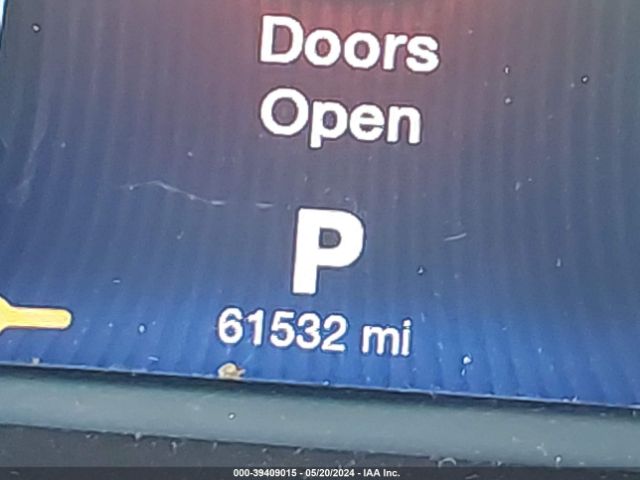 Doors
Open
P
61532 mi
000-39409015 - 05/20/2024 - IAA Inc.